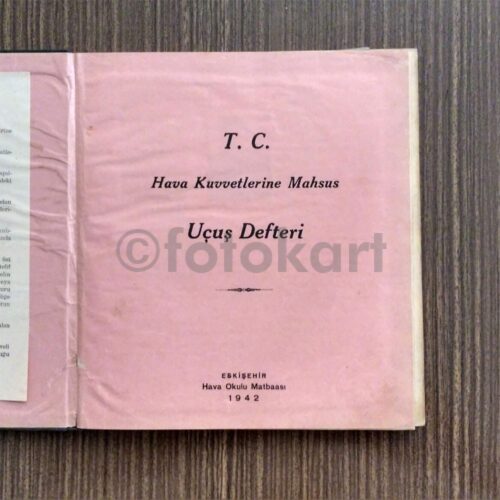 T. C.
Hava Kuvvetlerine Mahsus
Uçuş Defteri
©fotokart
ESKİŞEHİR
Hava Okulu Matbaası
1942